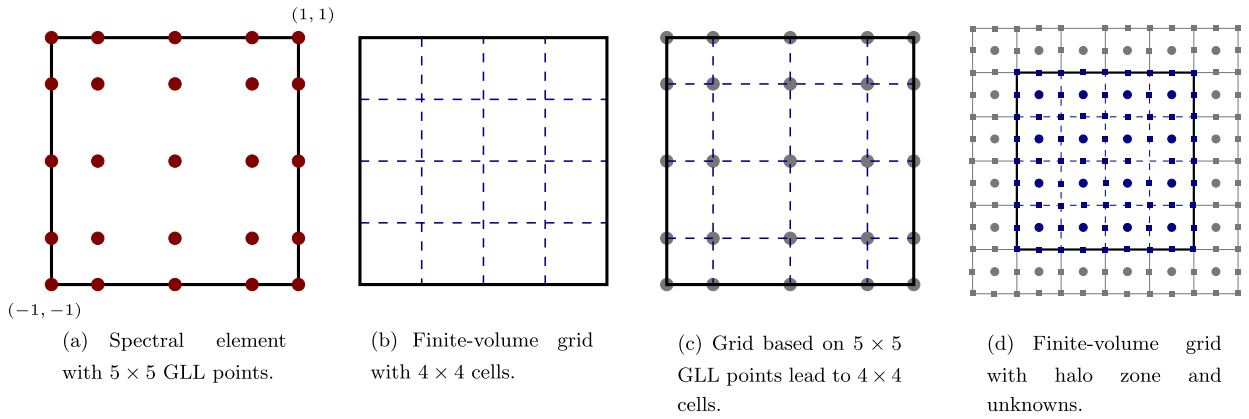 (1, 1)
(−1, −1)
(a) Spectral element
with 5 × 5 GLL points.
(b) Finite-volume grid
with 4 × 4 cells.
(c) Grid based on 5 × 5
GLL points lead to 4 × 4
cells.
(d) Finite-volume grid
with halo zone and
unknowns.